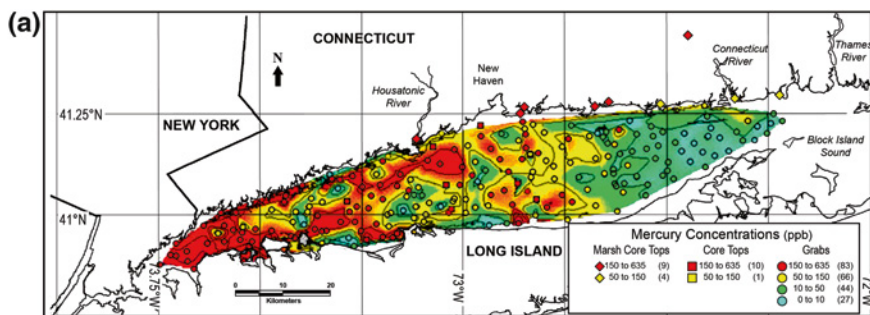 (a)
CONNECTICUT
N
NEW YORK
Housatonic
River
New
Haven
Connecticut
River
Thames
River
41.25°
41°N
Block Island
Sound
LONG ISLAND
73.75°W
73°W
72°W
0 10 20
Kilometers
Mercury Concentrations (ppb)
Marsh Core Tops Core Tops Grabs
150 to 635 (9) 150 to 635 (10) 150 to 635 (83)
50 to 150 (4) 50 to 150 (1) 50 to 150 (66)
10 to 50 (44)
0 to 10 (27)